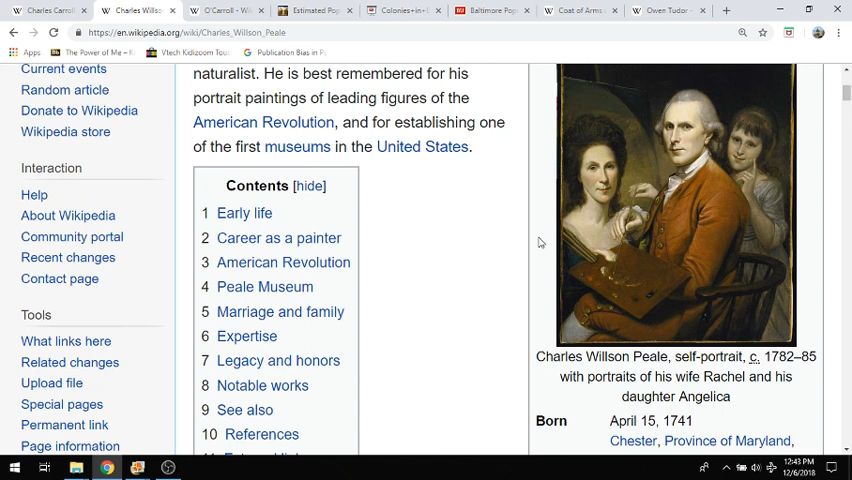 Charles Carroll
Charles Willson
O'Carroll - Wik
Estimated Pop
Colonies+in+
Baltimore Pop
Coat of Arms
Owen Tudor -
https://en.wikipedia.org/wiki/Charles_Willson_Peale
Apps
The Power of Me – K
Vtech Kidizoom Tou
Publication Bias in P
Current events
Random article
Donate to Wikipedia
Wikipedia store
Interaction
Help
About Wikipedia
Community portal
Recent changes
Contact page
Tools
What links here
Related changes
Upload file
Special pages
Permanent link
Page information
naturalist. He is best remembered for his
portrait paintings of leading figures of the
American Revolution, and for establishing one
of the first museums in the United States.
Contents [hide]
1 Early life
2 Career as a painter
3 American Revolution
4 Peale Museum
5 Marriage and family
6 Expertise
7 Legacy and honors
8 Notable works
9 See also
10 References
Charles Willson Peale, self-portrait, c. 1782–85
with portraits of his wife Rachel and his
daughter Angelica
Born April 15, 1741
Chester, Province of Maryland,
12:43 PM
12/6/2018